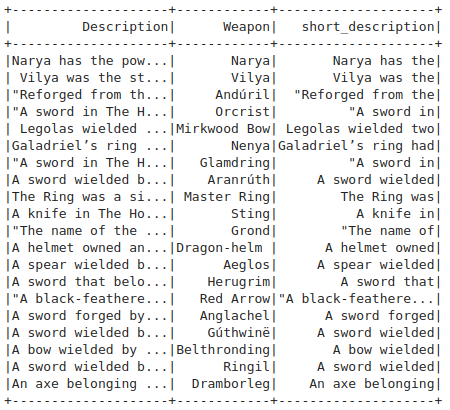 +--------------------+------------+--------------------+
|         Description|      Weapon|   short_description|
+--------------------+------------+--------------------+
|Narya has the pow...|       Narya|       Narya has the|
| Vilya was the st...|       Vilya|       Vilya was the|
|"Reforged from th...|     Andúril|  "Reforged from the|
|"A sword in The H...|     Orcrist|         "A sword in|
| Legolas wielded ...|Mirkwood Bow| Legolas wielded two|
|Galadriel’s ring ...|       Nenya|Galadriel’s ring had|
|"A sword in The H...|   Glamdring|         "A sword in|
|A sword wielded b...|    Aranrúth|     A sword wielded|
|The Ring was a si...| Master Ring|        The Ring was|
|A knife in The Ho...|       Sting|          A knife in|
|"The name of the ...|       Grond|        "The name of|
|A helmet owned an...|Dragon-helm |      A helmet owned|
|A spear wielded b...|      Aeglos|     A spear wielded|
|A sword that belo...|    Herugrim|        A sword that|
|"A black-feathere...|   Red Arrow|"A black-feathere...|
|A sword forged by...|   Anglachel|      A sword forged|
|A sword wielded b...|    Gúthwinë|     A sword wielded|
|A bow wielded by ...|Belthronding|       A bow wielded|
|A sword wielded b...|      Ringil|     A sword wielded|
|An axe belonging ...|  Dramborleg|    An axe belonging|
+--------------------+------------+--------------------+